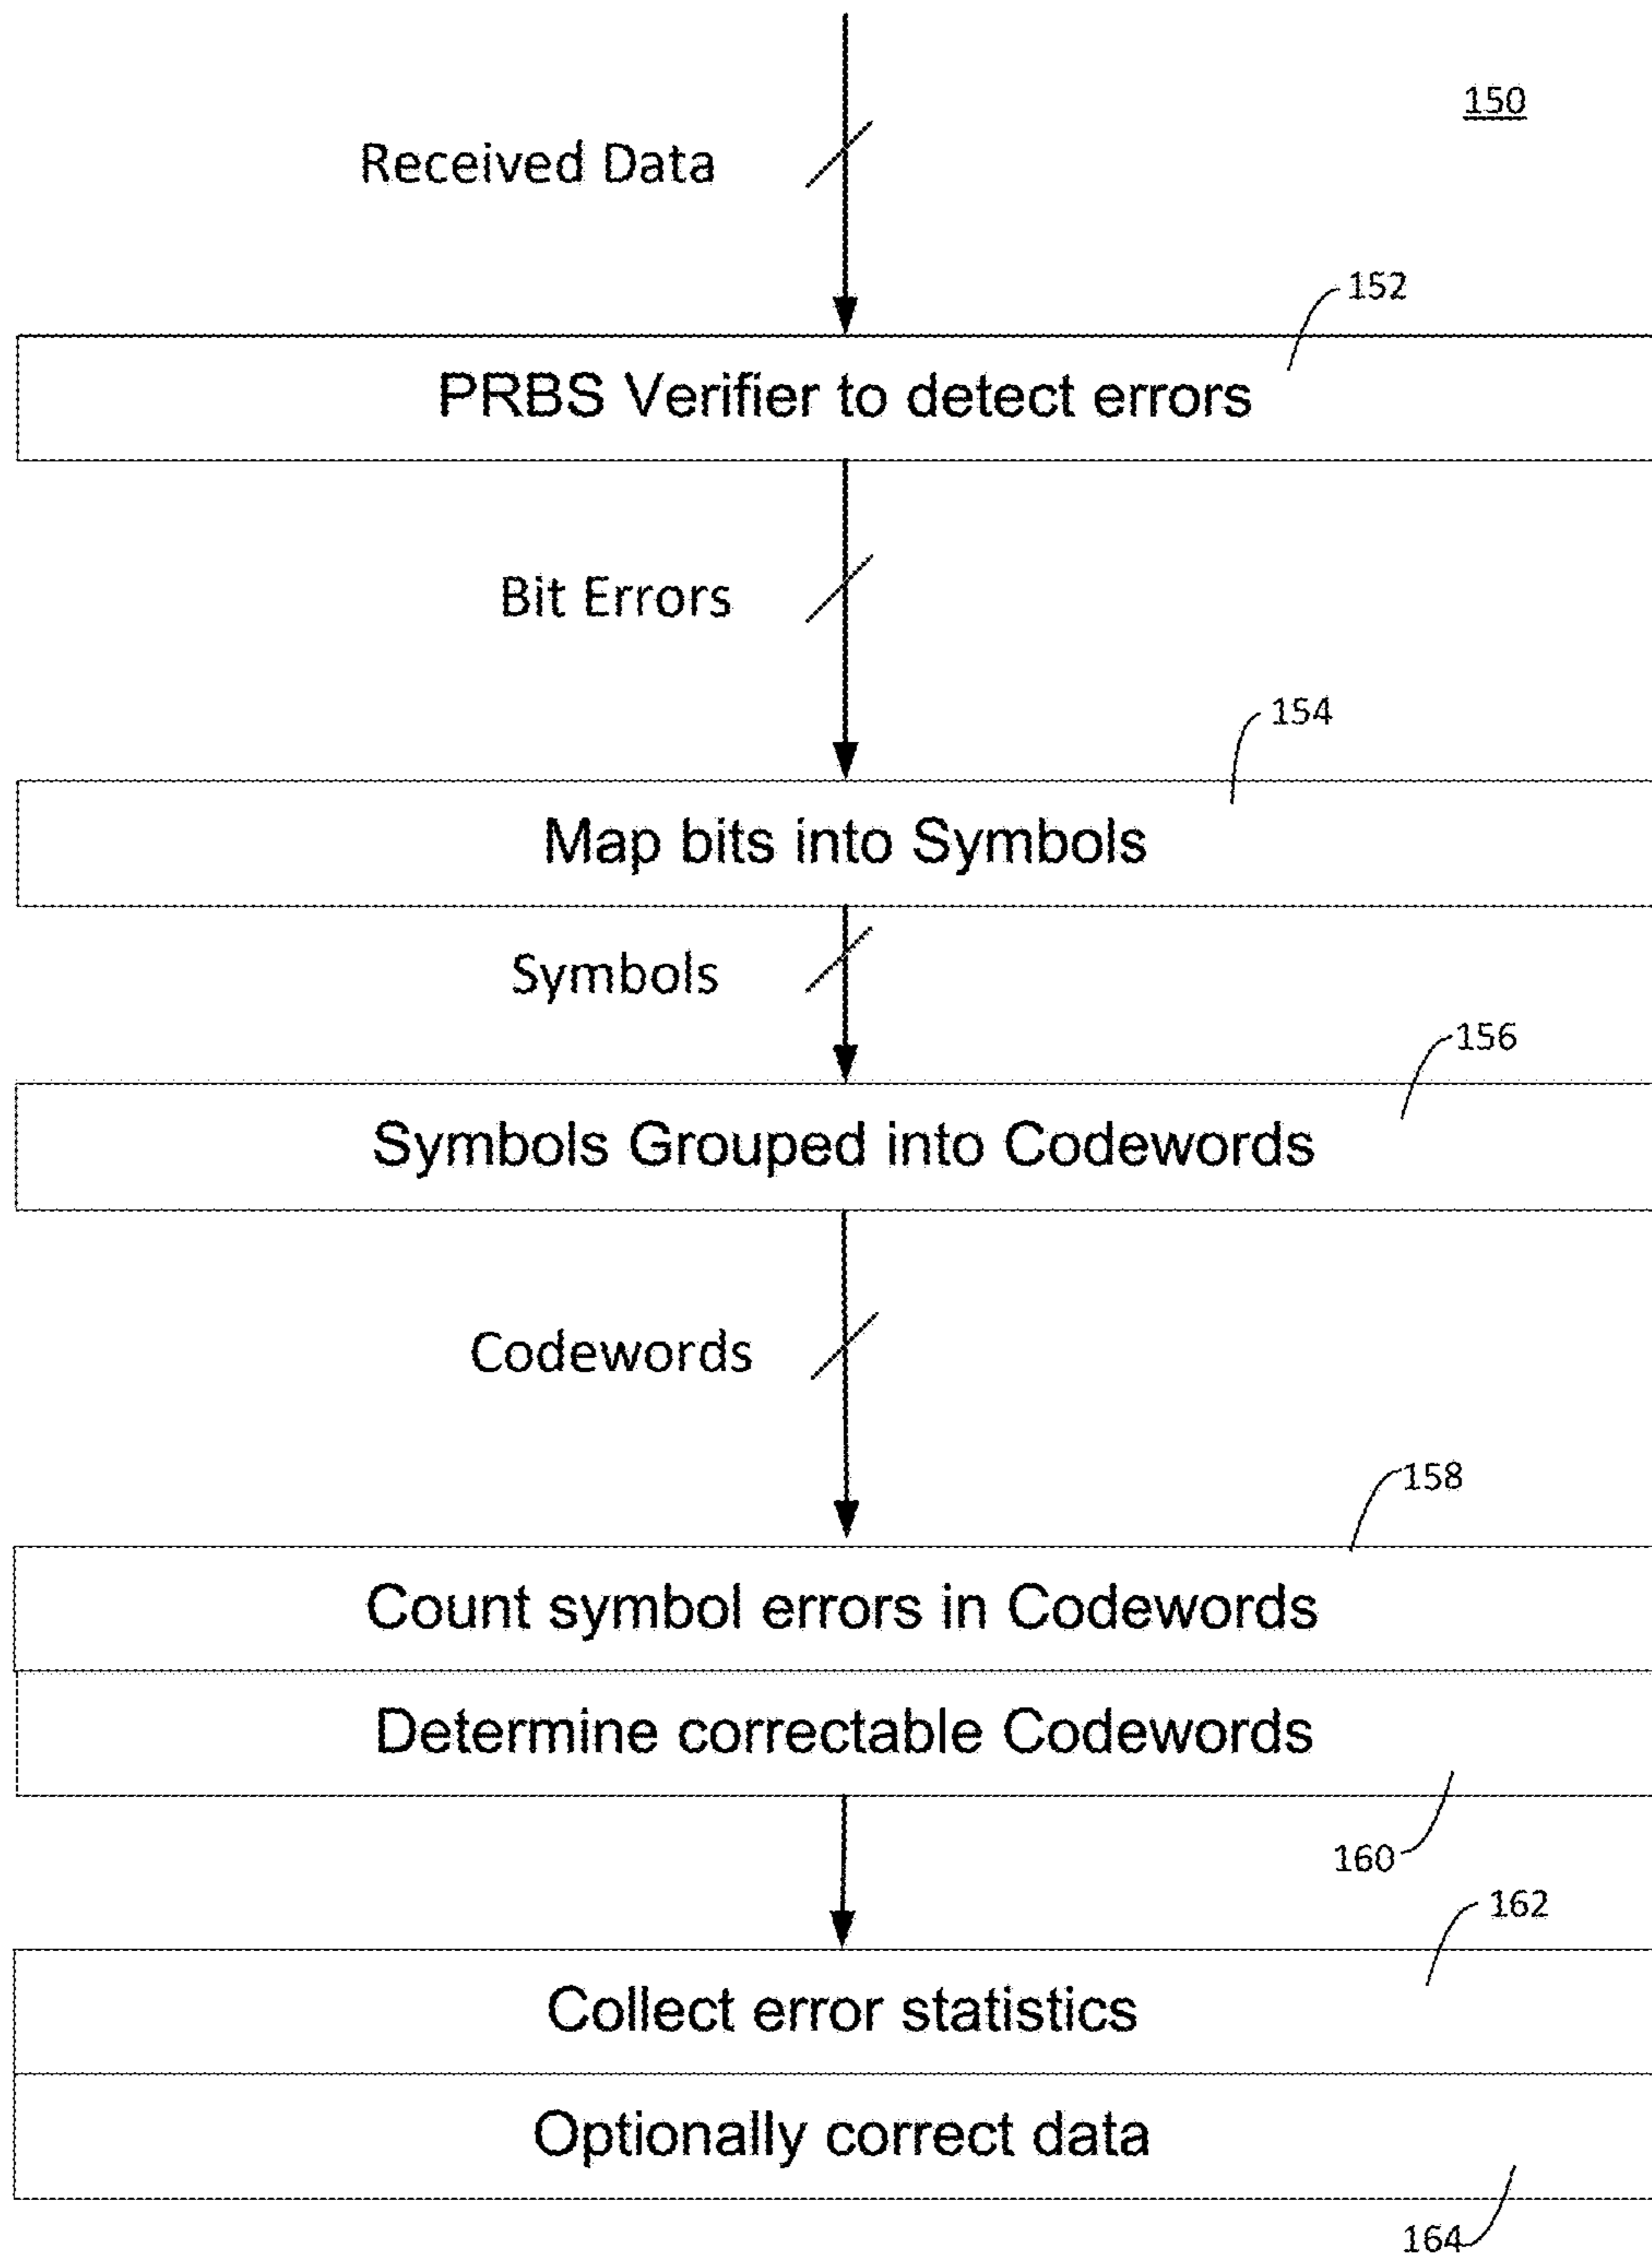 150
Received Data
152
PRBS Verifier to detect errors
Bit Errors
154
Map bits into Symbols
Symbols
156
Symbols Grouped into Codewords
Codewords
158
Count symbol errors in Codewords
Determine correctable Codewords
160
162
Collect error statistics
Optionally correct data
164